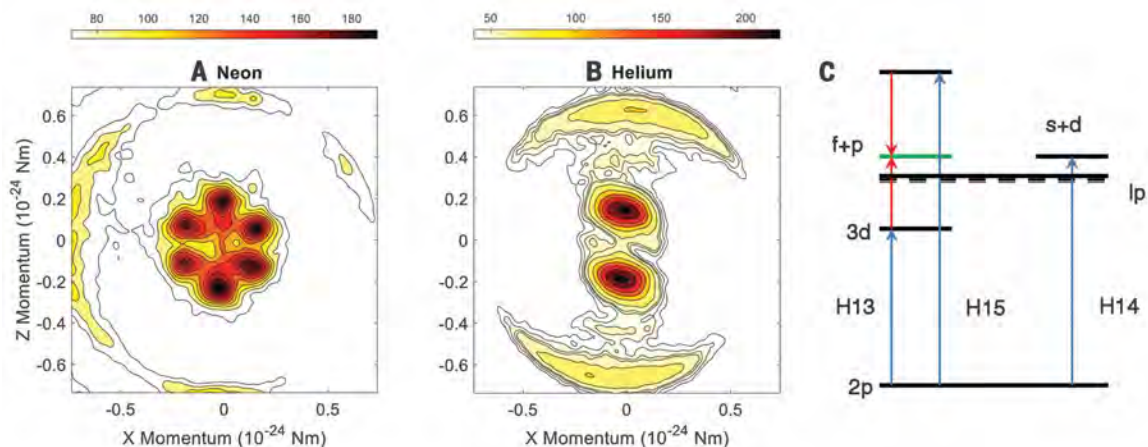 80 100 130 160 180
50 100 150 200
A Neon
B Helium
C
0.6
0.4
0.2
0
-0.2
-0.4
-0.6
Z Momentum (10⁻²⁴ Nm)
-0.5 0 0.5
X Momentum (10⁻²⁴ Nm)
0.6
0.4
0.2
0
-0.2
-0.4
-0.6
-0.5 0 0.5
X Momentum (10⁻²⁴ Nm)
f+p
s+d
Ip
3d
H13
H15
H14
2p